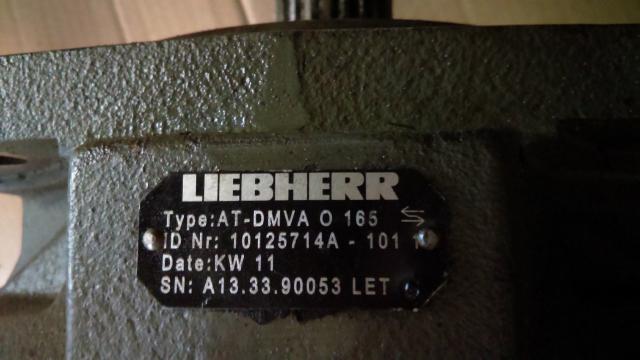 LIEBHERR
Type:AT-DMVA O 165
ID Nr: 10125714A - 101
Date:KW 11
SN: A13.33.90053 LET